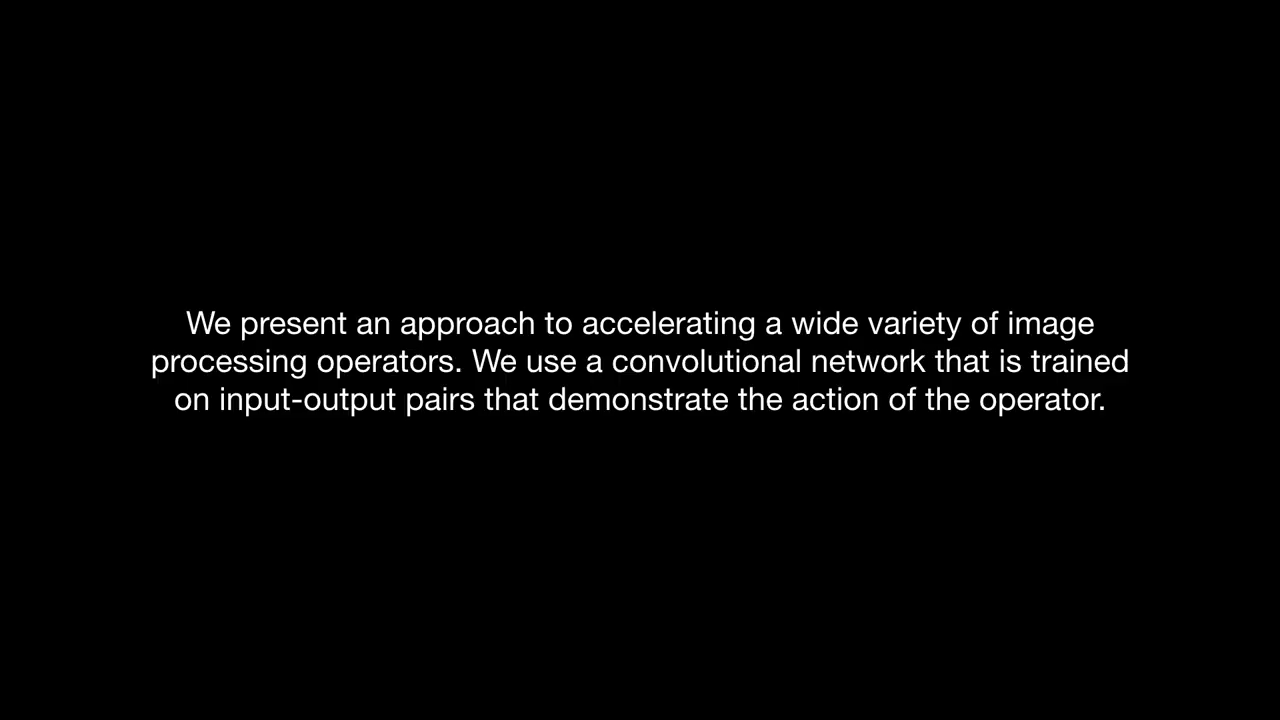 We present an approach to accelerating a wide variety of image
processing operators. We use a convolutional network that is trained
on input-output pairs that demonstrate the action of the operator.